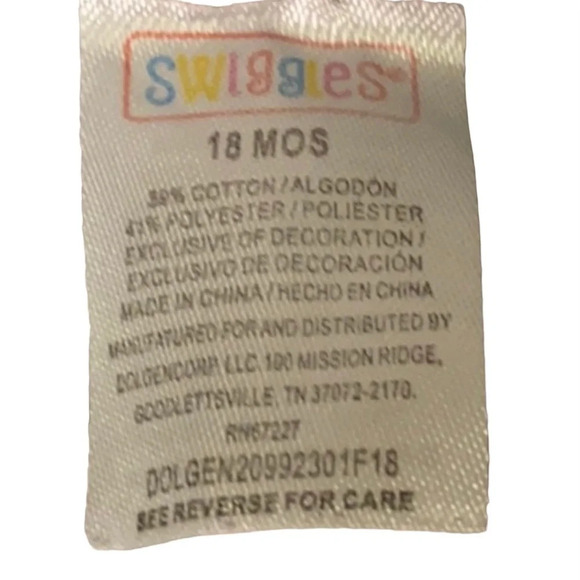 swiggles®
18 MOS
59% COTTON/ALGODÓN
41% POLYESTER/POLIÉSTER
EXCLUSIVE OF DECORATION/
EXCLUSIVO DE DECORACIÓN
MADE IN CHINA/HECHO EN CHINA
MANUFATURED FOR AND DISTRIBUTED BY
DOLGENCORP, LLC. 100 MISSION RIDGE,
GOODLETTSVILLE, TN 37072-2170.
RN67227
DOLGEN20992301F18
SEE REVERSE FOR CARE